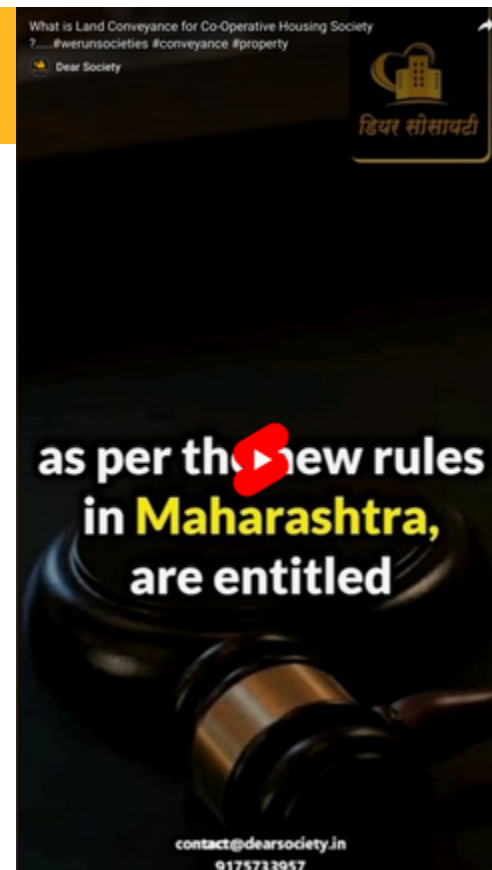 What is Land Conveyance for Co-Operative Housing Society
?.....#werunsocieties #conveyance #property
Dear Society
डियर सोसायटी
as per the new rules
in Maharashtra,
are entitled
contact@dearsociety.in
9175733957